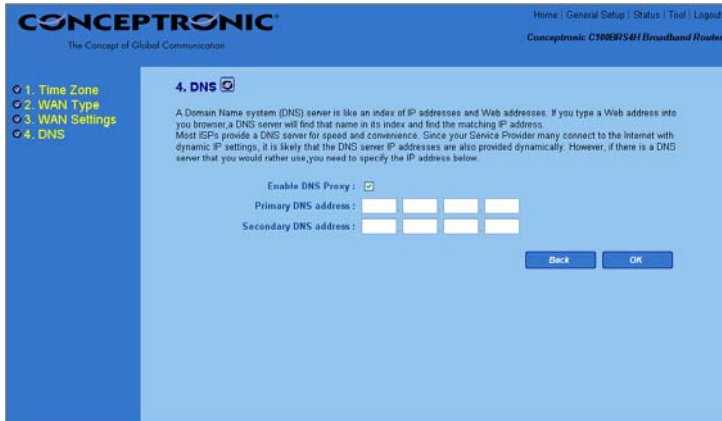 CONCEPTRONIC
The Concept of Global Communication
Home | General Setup | Status | Tool | Logout
Conceptronic C100BRS4H Broadband Router
1. Time Zone
2. WAN Type
3. WAN Settings
4. DNS
4. DNS
A Domain Name system (DNS) server is like an index of IP addresses and Web addresses. If you type a Web address into
you browser,a DNS server will find that name in its index and find the matching IP address.
Most ISPs provide a DNS server for speed and convenience. Since your Service Provider many connect to the Internet with
dynamic IP settings, it is likely that the DNS server IP addresses are also provided dynamically. However, if there is a DNS
server that you would rather use,you need to specify the IP address below.
Enable DNS Proxy :
Primary DNS address :
Secondary DNS address :
Back
OK